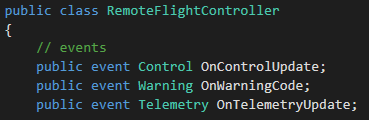 public class RemoteFlightController
{
// events
public event Control OnControlUpdate;
public event Warning OnWarningCode;
public event Telemetry OnTelemetryUpdate;